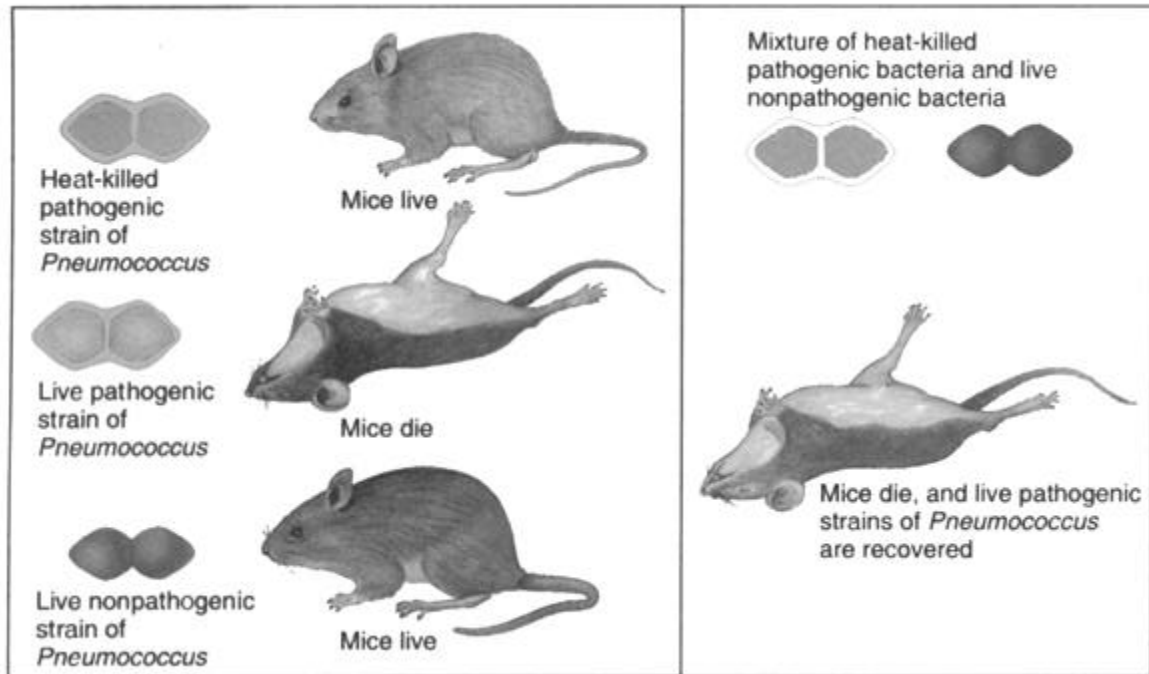 Heat-killed
pathogenic
strain of
Pneumococcus
Mice live
Live pathogenic
strain of
Pneumococcus
Mice die
Live nonpathogenic
strain of
Pneumococcus
Mice live
Mixture of heat-killed
pathogenic bacteria and live
nonpathogenic bacteria
Mice die, and live pathogenic
strains of Pneumococcus
are recovered